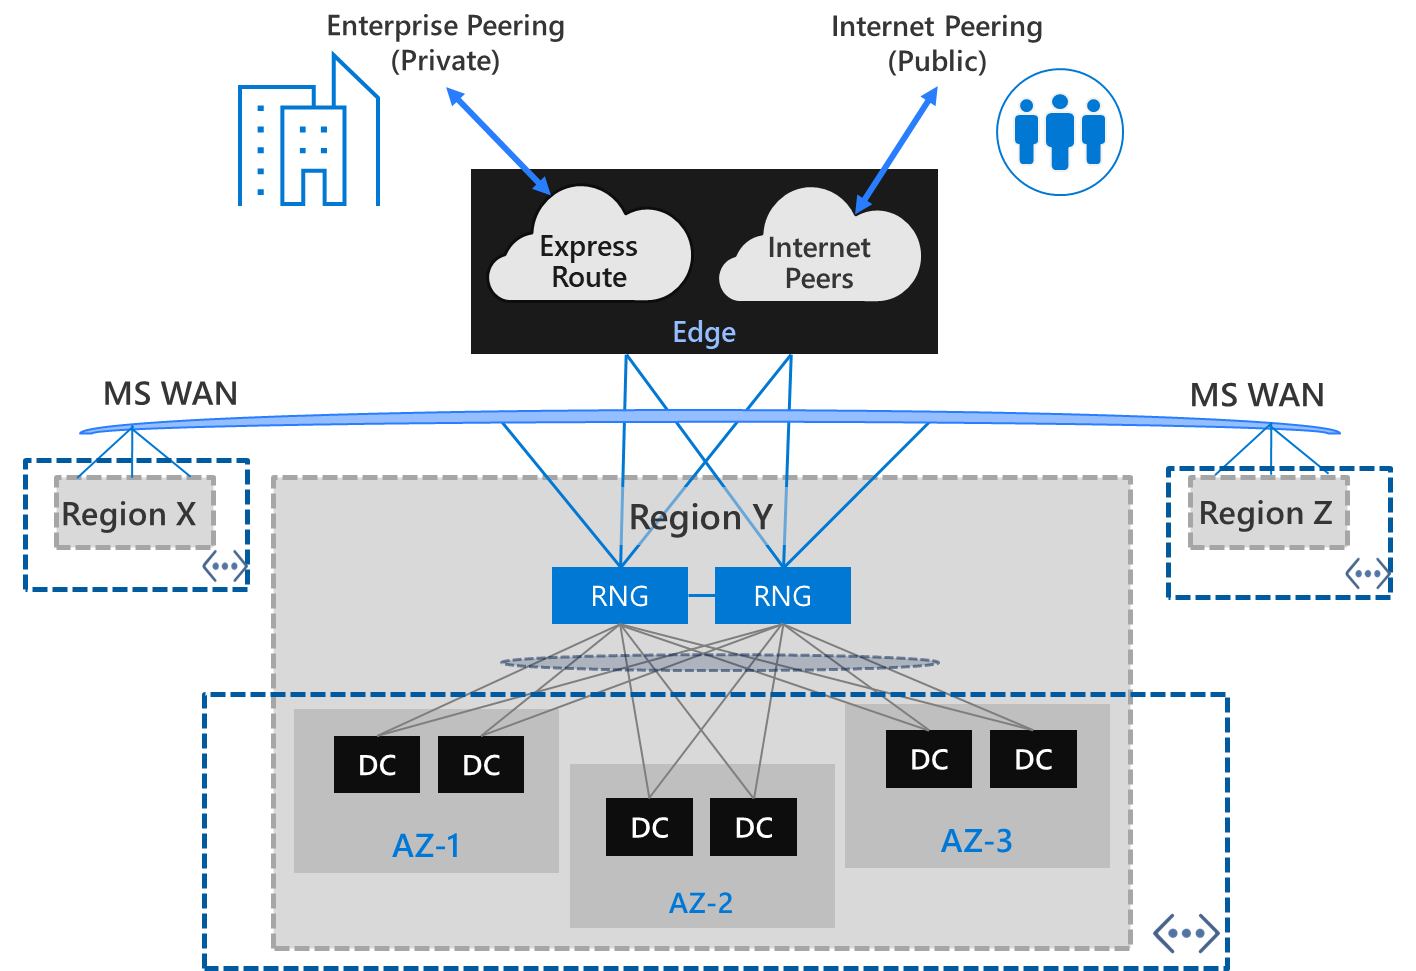 Enterprise Peering
(Private)
Internet Peering
(Public)
Express
Route
Internet
Peers
Edge
MS WAN
MS WAN
Region X
Region Y
Region Z
RNG
RNG
DC
DC
DC
DC
DC
DC
AZ-1
AZ-3
AZ-2